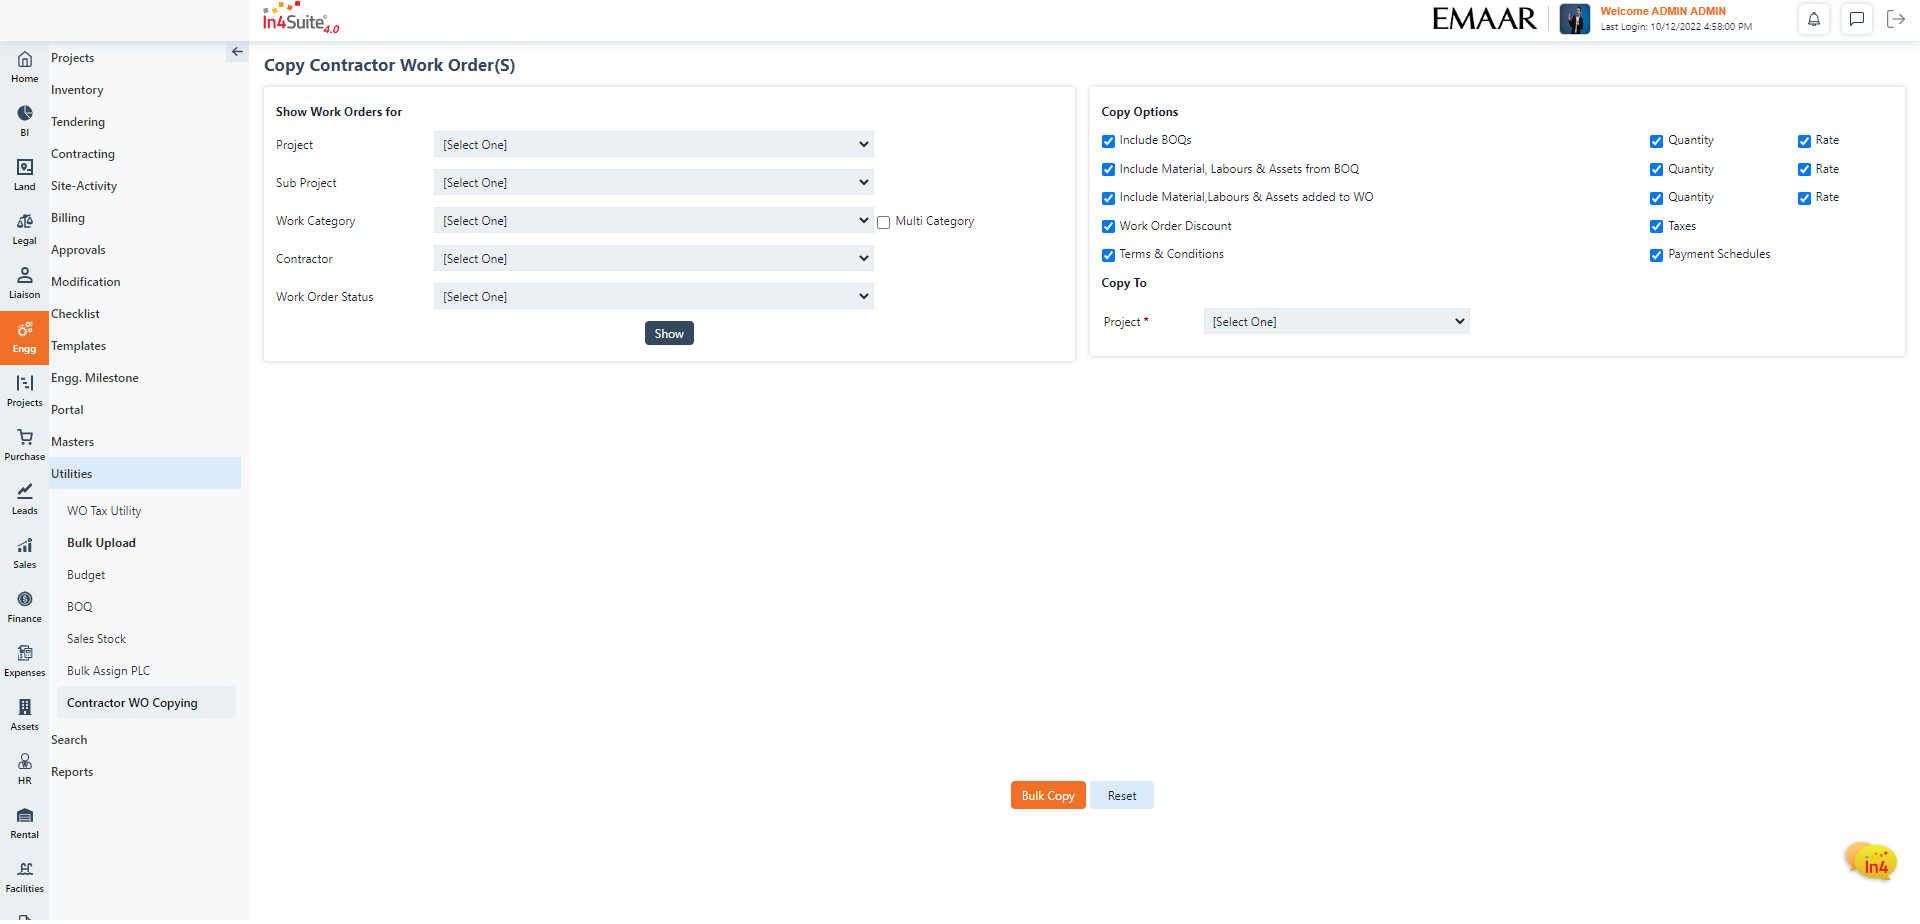 In4Suite® 4.0
EMAAR
Welcome ADMIN ADMIN
Last Login: 10/12/2022 4:58:00 PM
Home
BI
Land
Legal
Liaison
Engg
Projects
Purchase
Leads
Sales
Finance
Expenses
Assets
HR
Rental
Facilities
Projects
Inventory
Tendering
Contracting
Site-Activity
Billing
Approvals
Modification
Checklist
Templates
Engg. Milestone
Portal
Masters
Utilities
WO Tax Utility
Bulk Upload
Budget
BOQ
Sales Stock
Bulk Assign PLC
Contractor WO Copying
Search
Reports
Copy Contractor Work Order(S)
Show Work Orders for
Project [Select One]
Sub Project [Select One]
Work Category [Select One] Multi Category
Contractor [Select One]
Work Order Status [Select One]
Show
Copy Options
Include BOQs Quantity Rate
Include Material, Labours & Assets from BOQ Quantity Rate
Include Material,Labours & Assets added to WO Quantity Rate
Work Order Discount Taxes
Terms & Conditions Payment Schedules
Copy To
Project * [Select One]
Bulk Copy Reset
in4